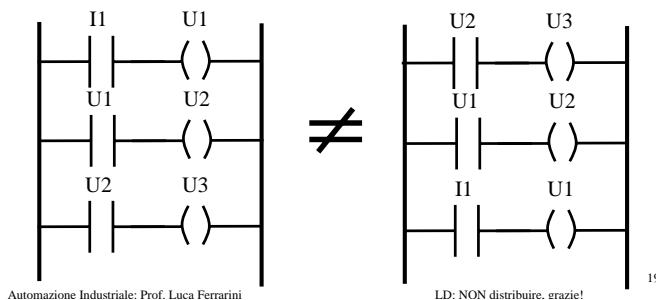 I1 U1
U1 U2
U2 U3
≠
U2 U3
U1 U2
I1 U1
Automazione Industriale: Prof. Luca Ferrarini
LD: NON distribuire, grazie!
19